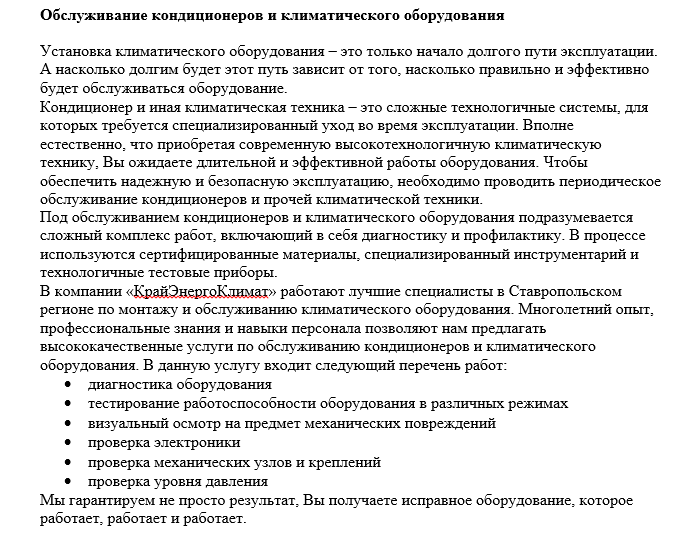 Обслуживание кондиционеров и климатического оборудования
Установка климатического оборудования – это только начало долгого пути эксплуатации.
А насколько долгим будет этот путь зависит от того, насколько правильно и эффективно
будет обслуживаться оборудование.
Кондиционер и иная климатическая техника – это сложные технологичные системы, для
которых требуется специализированный уход во время эксплуатации. Вполне
естественно, что приобретая современную высокотехнологичную климатическую
технику, Вы ожидаете длительной и эффективной работы оборудования. Чтобы
обеспечить надежную и безопасную эксплуатацию, необходимо проводить периодическое
обслуживание кондиционеров и прочей климатической техники.
Под обслуживанием кондиционеров и климатического оборудования подразумевается
сложный комплекс работ, включающий в себя диагностику и профилактику. В процессе
используются сертифицированные материалы, специализированный инструментарий и
технологичные тестовые приборы.
В компании «КрайЭнергоКлимат» работают лучшие специалисты в Ставропольском
регионе по монтажу и обслуживанию климатического оборудования. Многолетний опыт,
профессиональные знания и навыки персонала позволяют нам предлагать
высококачественные услуги по обслуживанию кондиционеров и климатического
оборудования. В данную услугу входит следующий перечень работ:
• диагностика оборудования
• тестирование работоспособности оборудования в различных режимах
• визуальный осмотр на предмет механических повреждений
• проверка электроники
• проверка механических узлов и креплений
• проверка уровня давления
Мы гарантируем не просто результат, Вы получаете исправное оборудование, которое
работает, работает и работает.